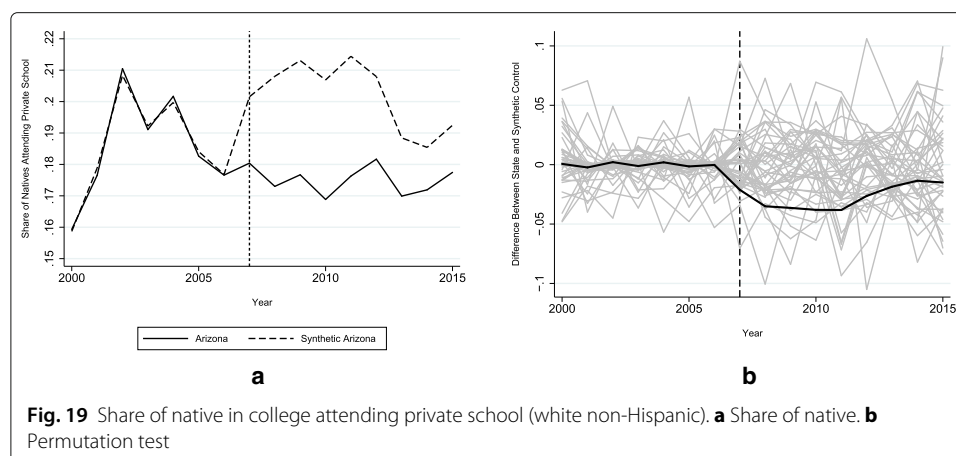 .22
.21
.2
.19
.18
.17
.16
.15
Share of Natives Attending Private School
2000 2005 2010 2015
Year
Arizona Synthetic Arizona
a
.1
.05
0
-.05
-.1
Difference Between State and Synthetic Control
2000 2005 2010 2015
Year
b
Fig. 19 Share of native in college attending private school (white non-Hispanic). a Share of native. b
Permutation test